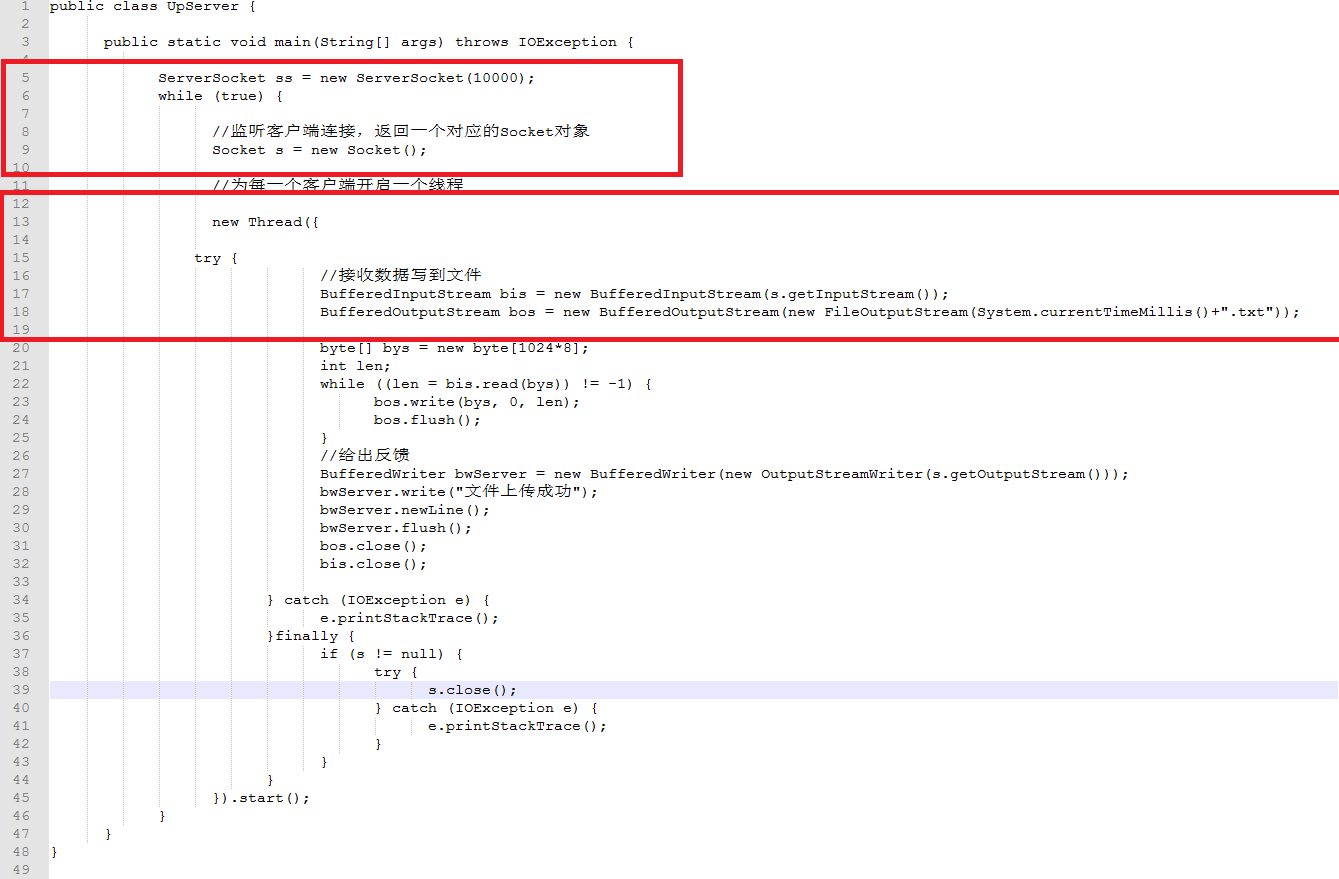 1 public class UpServer {
2
3 public static void main(String[] args) throws IOException {
5 ServerSocket ss = new ServerSocket(10000);
6 while (true) {
7
8 //监听客户端连接，返回一个对应的Socket对象
9 Socket s = new Socket();
10
11 //为每一个客户端开启一个线程
12
13 new Thread({
14
15 try {
16 //接收数据写到文件
17 BufferedInputStream bis = new BufferedInputStream(s.getInputStream());
18 BufferedOutputStream bos = new BufferedOutputStream(new FileOutputStream(System.currentTimeMillis()+".txt"));
19
20 byte[] bys = new byte[1024*8];
21 int len;
22 while ((len = bis.read(bys)) != -1) {
23 bos.write(bys, 0, len);
24 bos.flush();
25 }
26 //给出反馈
27 BufferedWriter bwServer = new BufferedWriter(new OutputStreamWriter(s.getOutputStream()));
28 bwServer.write("文件上传成功");
29 bwServer.newLine();
30 bwServer.flush();
31 bos.close();
32 bis.close();
33
34 } catch (IOException e) {
35 e.printStackTrace();
36 }finally {
37 if (s != null) {
38 try {
39 s.close();
40 } catch (IOException e) {
41 e.printStackTrace();
42 }
43 }
44 }
45 }).start();
46 }
47 }
48 }
49